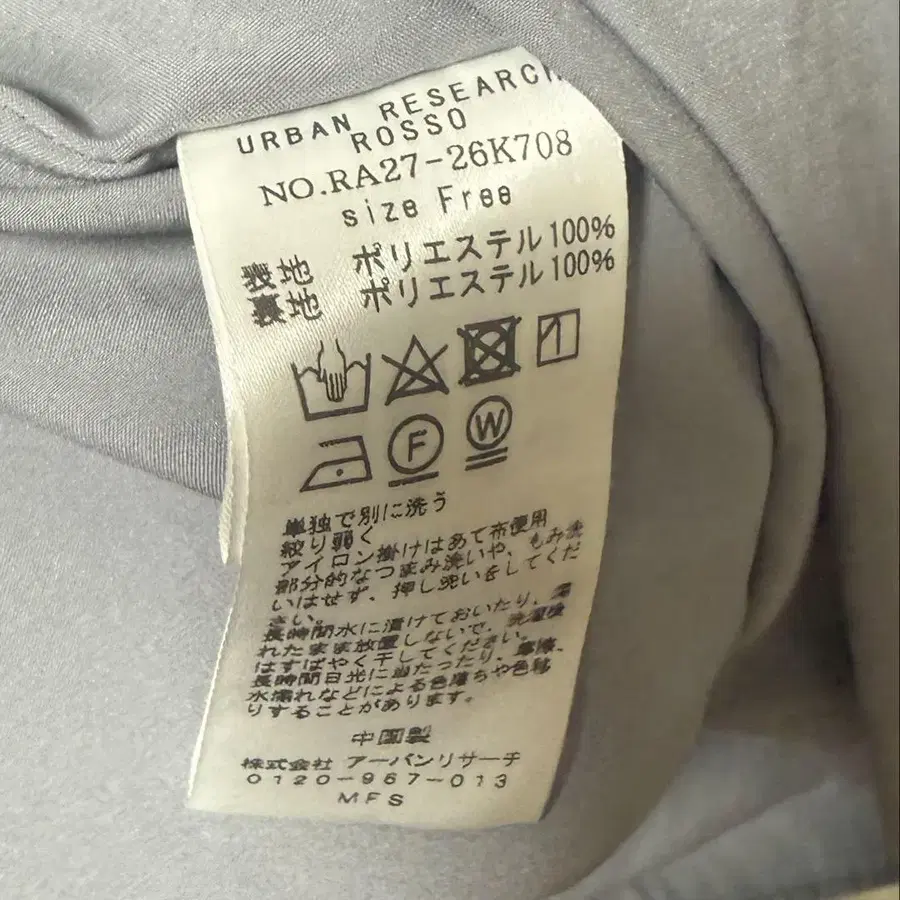 URBAN RESEARCH
ROSSO
NO.RA27-26K708
size Free
表地 ポリエステル100%
裏地 ポリエステル100%
F W
単独で別に洗う
絞り弱く
アイロン掛けはあて布使用
部分的なつまみ洗いや、もみ洗
いはせず、押し洗いをしてくだ
さい。
長時間水に漬けておいたり、濡
れたまま放置しないで、洗濯後
はすばやく干してください。
長時間日光に当たったり、摩擦、
水濡れなどによる色落ちや色移
りすることがあります。
中国製
株式会社 アーバンリサーチ
0120-967-013
MFS